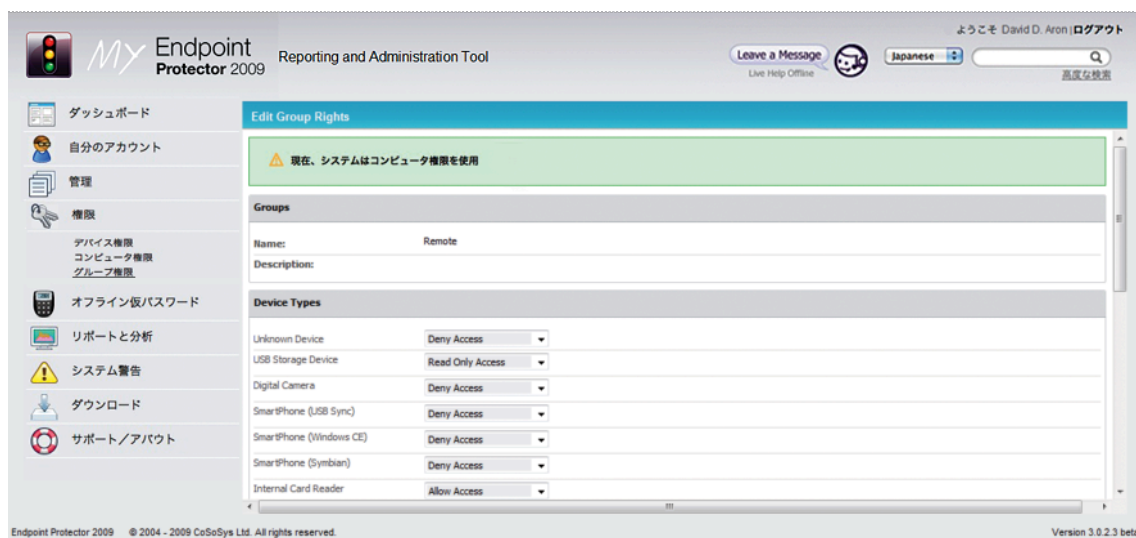 ようこそ David D. Aron | ログアウト
MY Endpoint Protector 2009
Reporting and Administration Tool
Leave a Message
Live Help Offline
Japanese
高度な検索
ダッシュボード
自分のアカウント
管理
権限
デバイス権限
コンピュータ権限
グループ権限
オフライン仮パスワード
リポートと分析
システム警告
ダウンロード
サポート／アバウト
Edit Group Rights
現在、システムはコンピュータ権限を使用
Groups
Name: Remote
Description:
Device Types
Unknown Device Deny Access
USB Storage Device Read Only Access
Digital Camera Deny Access
SmartPhone (USB Sync) Deny Access
SmartPhone (Windows CE) Deny Access
SmartPhone (Symbian) Deny Access
Internal Card Reader Allow Access
Endpoint Protector 2009 © 2004 - 2009 CoSoSys Ltd. All rights reserved.
Version 3.0.2.3 beta